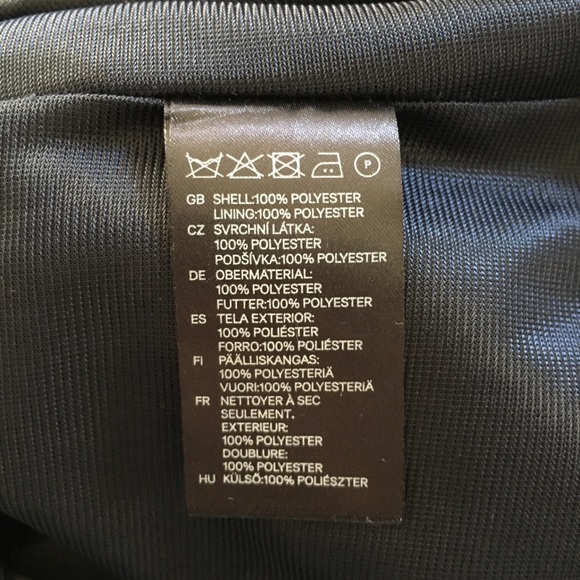 P
GB SHELL:100% POLYESTER
LINING:100% POLYESTER
CZ SVRCHNÍ LÁTKA:
100% POLYESTER
PODŠÍVKA:100% POLYESTER
DE OBERMATERIAL:
100% POLYESTER
FUTTER:100% POLYESTER
ES TELA EXTERIOR:
100% POLIÉSTER
FORRO:100% POLIÉSTER
FI PÄÄLLISKANGAS:
100% POLYESTERIÄ
VUORI:100% POLYESTERIÄ
FR NETTOYER À SEC
SEULEMENT.
EXTERIEUR:
100% POLYESTER
DOUBLURE:
100% POLYESTER
HU KÜLSŐ:100% POLIÉSZTER